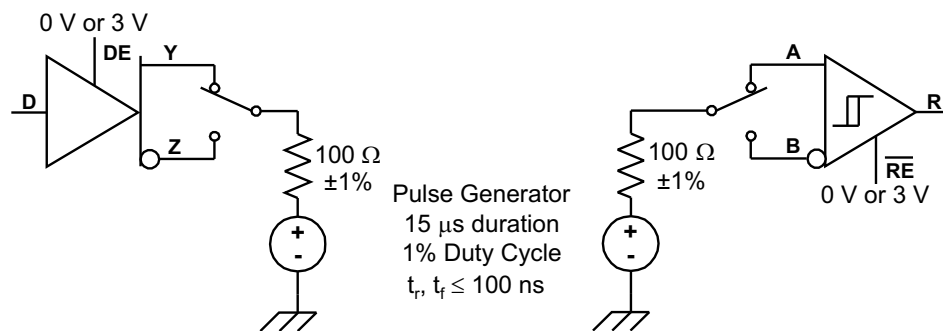 0 V or 3 V
DE
Y
D
Z
100 Ω
±1%
Pulse Generator
15 μs duration
1% Duty Cycle
tr, tf ≤ 100 ns
+
-
A
B
R
100 Ω
±1%
RE
0 V or 3 V
+
-